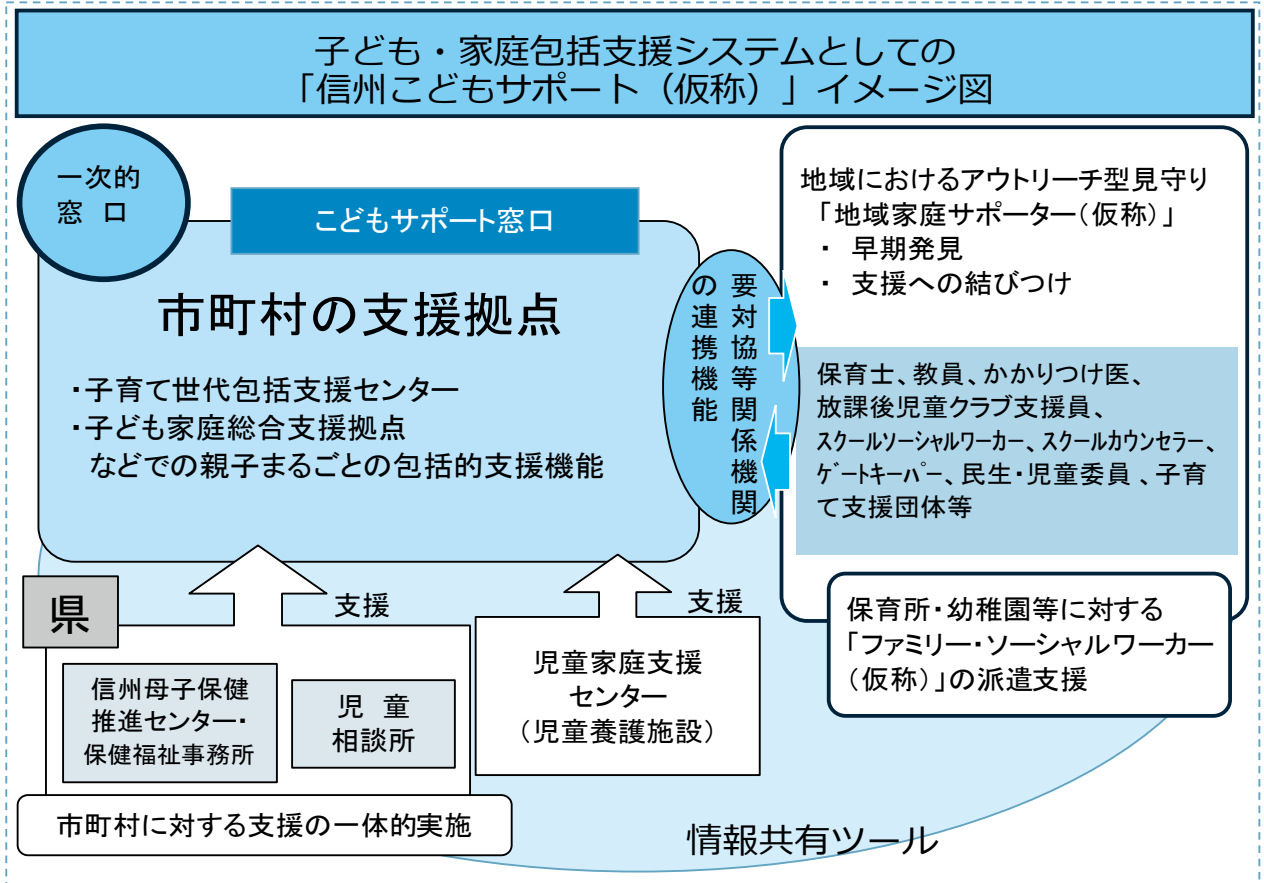 子ども・家庭包括支援システムとしての
「信州こどもサポート（仮称）」イメージ図
一次的
窓　口
こどもサポート窓口
市町村の支援拠点
・子育て世代包括支援センター
・子ども家庭総合支援拠点
などでの親子まるごとの包括的支援機能
要対協等関係機関
の連携機能
地域におけるアウトリーチ型見守り
「地域家庭サポーター（仮称）」
・　早期発見
・　支援への結びつけ
保育士、教員、かかりつけ医、
放課後児童クラブ支援員、
スクールソーシャルワーカー、スクールカウンセラー、
ゲートキーパー、民生・児童委員 、子育
て支援団体等
保育所・幼稚園等に対する
「ファミリー・ソーシャルワーカー
（仮称）」の派遣支援
県
支援
信州母子保健
推進センター・
保健福祉事務所
児　童
相談所
市町村に対する支援の一体的実施
支援
児童家庭支援
センター
（児童養護施設）
情報共有ツール